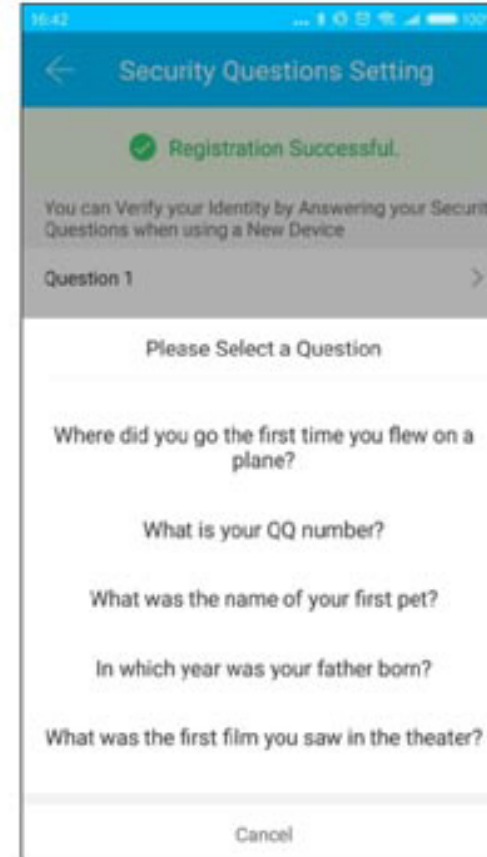 16:42 ... 100%
Security Questions Setting
Registration Successful.
You can Verify your Identity by Answering your Securit
Questions when using a New Device
Question 1
Please Select a Question
Where did you go the first time you flew on a
plane?
What is your QQ number?
What was the name of your first pet?
In which year was your father born?
What was the first film you saw in the theater?
Cancel